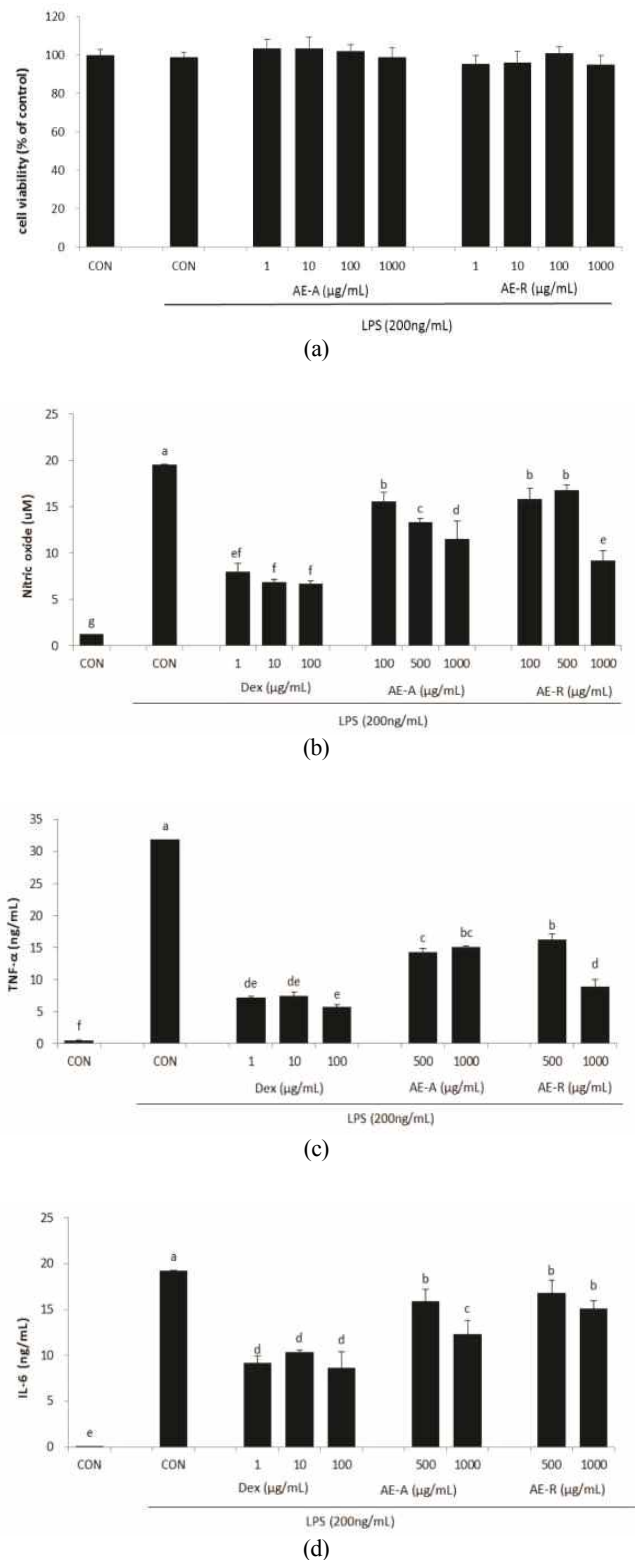 120
100
80
60
40
20
0
cell viability (% of control)
CON CON 1 10 100 1000 1 10 100 1000
AE-A (µg/mL) AE-R (µg/mL)
LPS (200ng/mL)
(a)
25
20
15
10
5
0
Nitric oxide (uM)
g a ef f f b c d b b e
CON CON 1 10 100 100 500 1000 100 500 1000
Dex (µg/mL) AE-A (µg/mL) AE-R (µg/mL)
LPS (200ng/mL)
(b)
35
30
25
20
15
10
5
0
TNF-α (ng/mL)
f a de de e c bc b d
CON CON 1 10 100 500 1000 500 1000
Dex (µg/mL) AE-A (µg/mL) AE-R (µg/mL)
LPS (200ng/mL)
(c)
25
20
15
10
5
0
IL-6 (ng/mL)
e a d d d b c b b
CON CON 1 10 100 500 1000 500 1000
Dex (µg/mL) AE-A (µg/mL) AE-R (µg/mL)
LPS (200ng/mL)
(d)